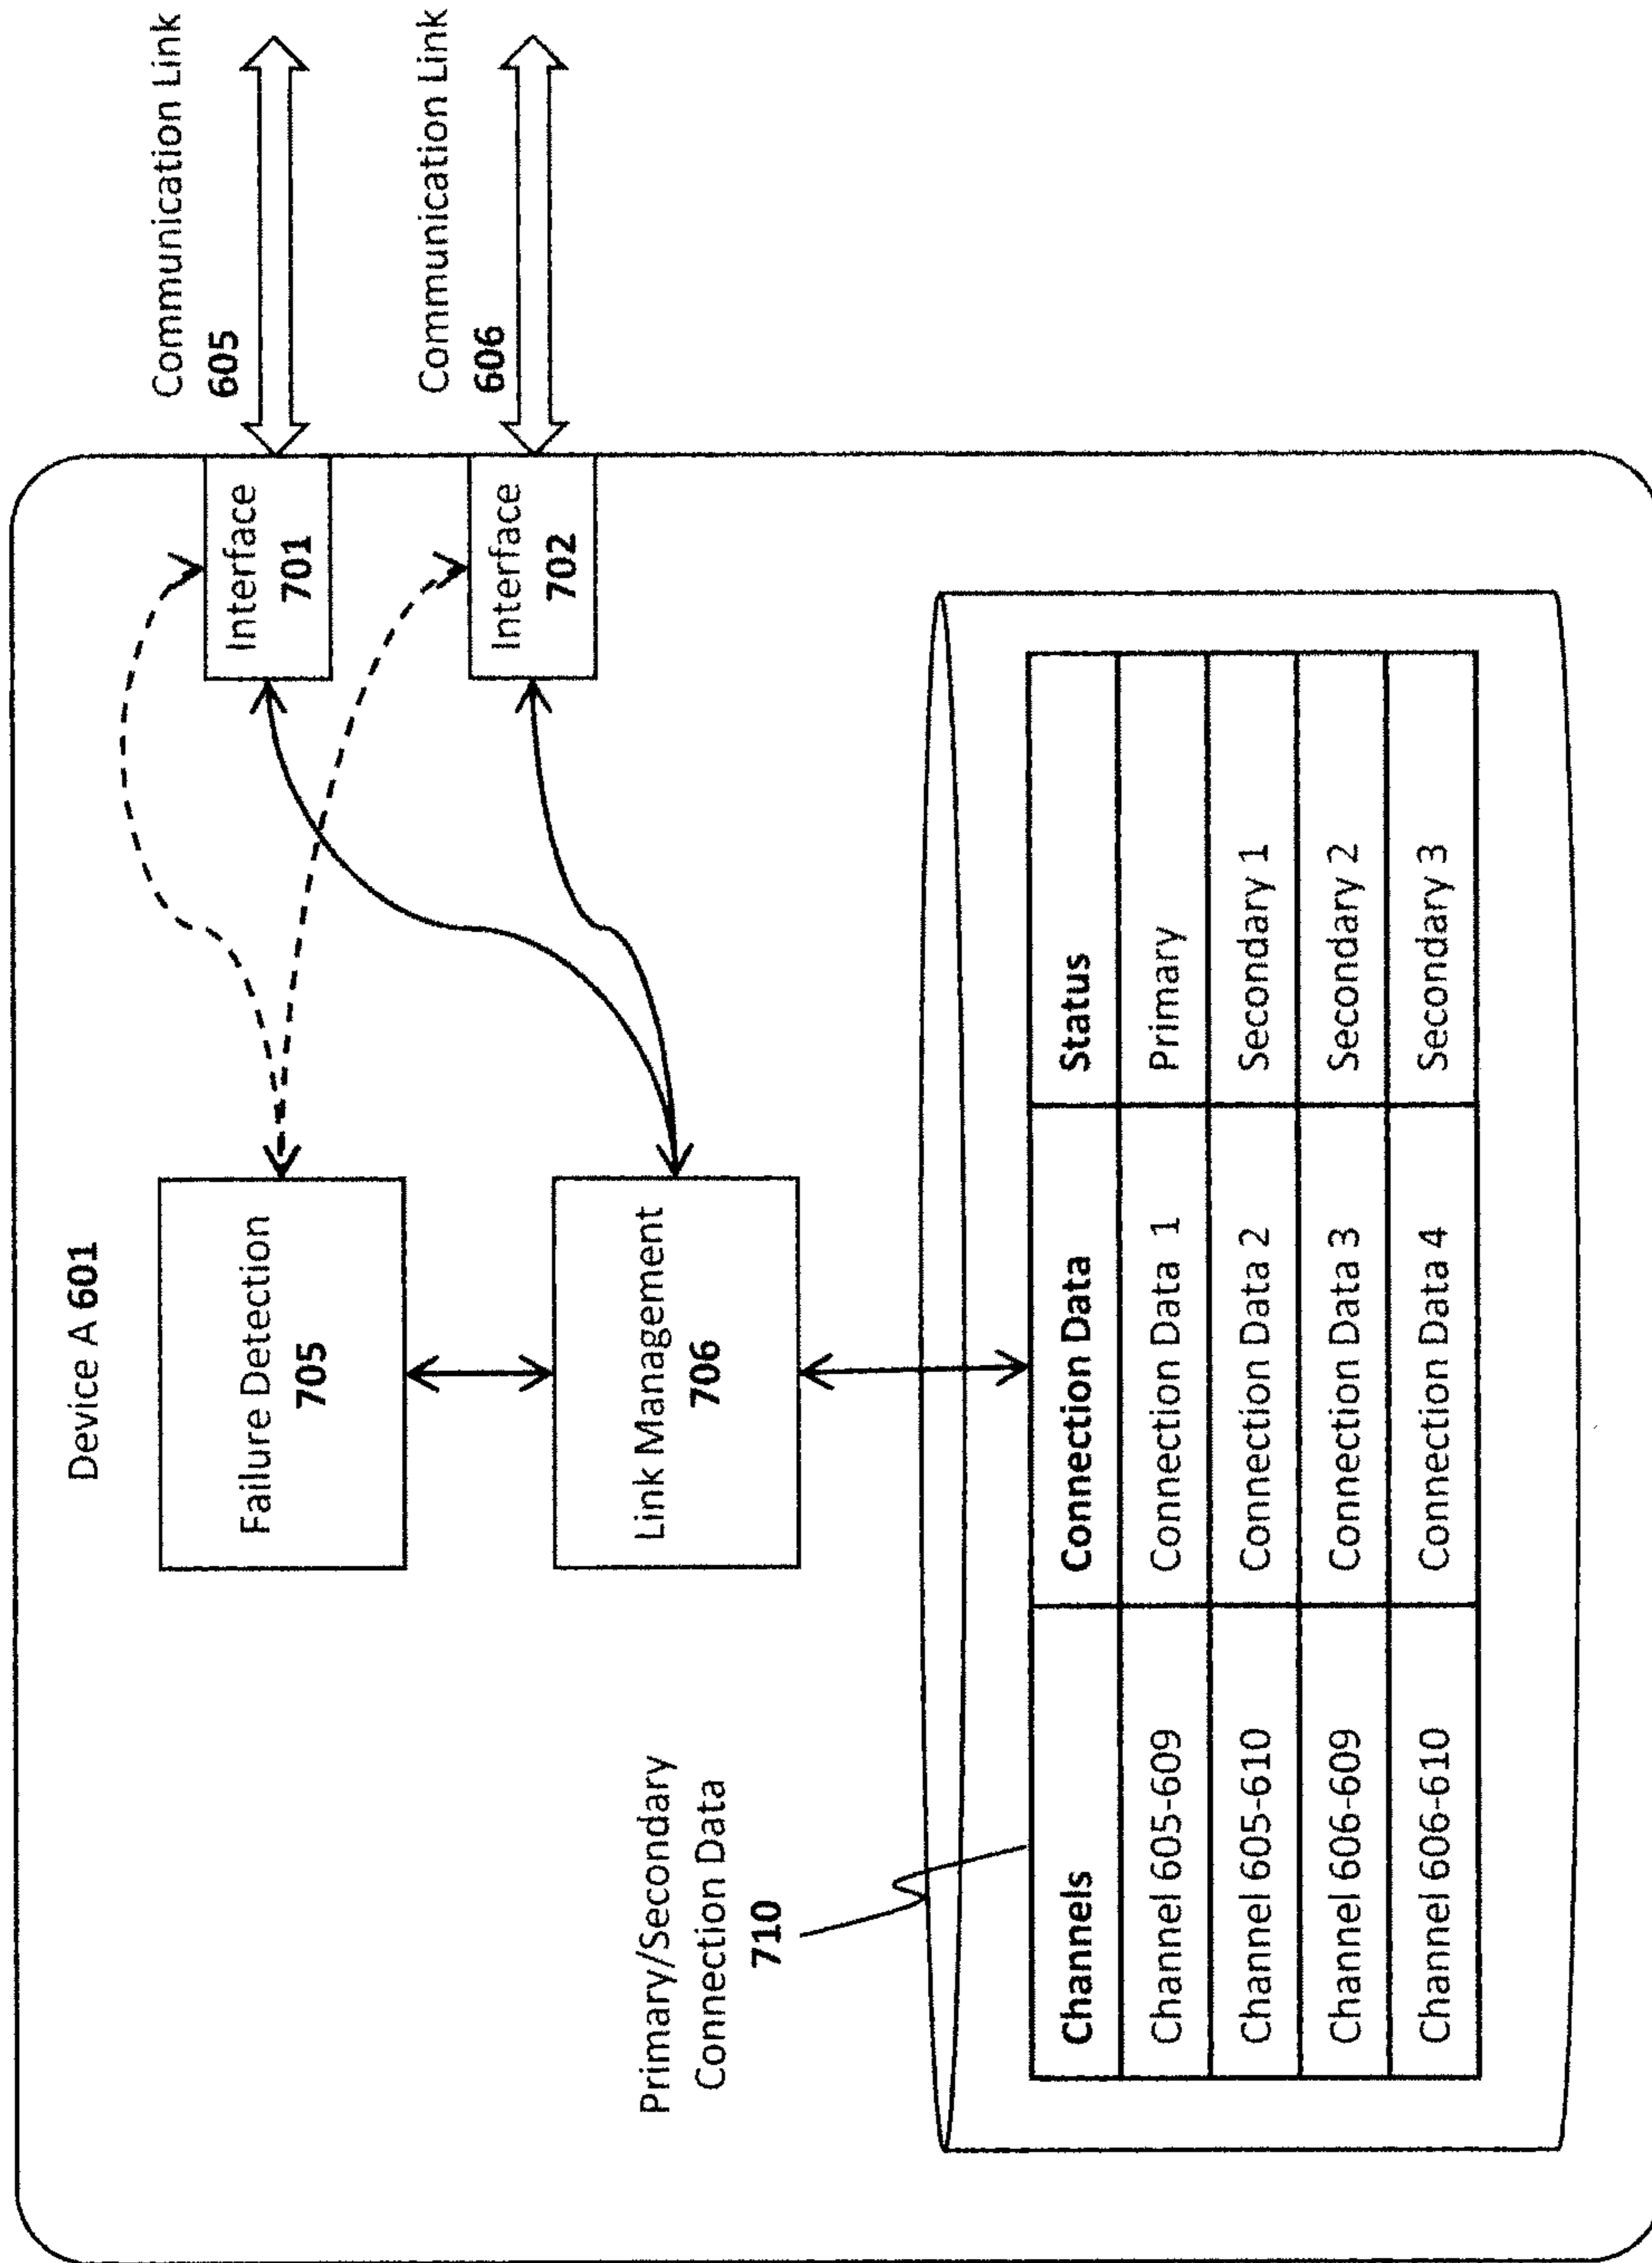 Device A 601
Communication Link
605
Interface
701
Communication Link
606
Interface
702
Failure Detection
705
Link Management
706
Primary/Secondary
Connection Data
710
Channels Connection Data Status
Channel 605-609 Connection Data 1 Primary
Channel 605-610 Connection Data 2 Secondary 1
Channel 606-609 Connection Data 3 Secondary 2
Channel 606-610 Connection Data 4 Secondary 3